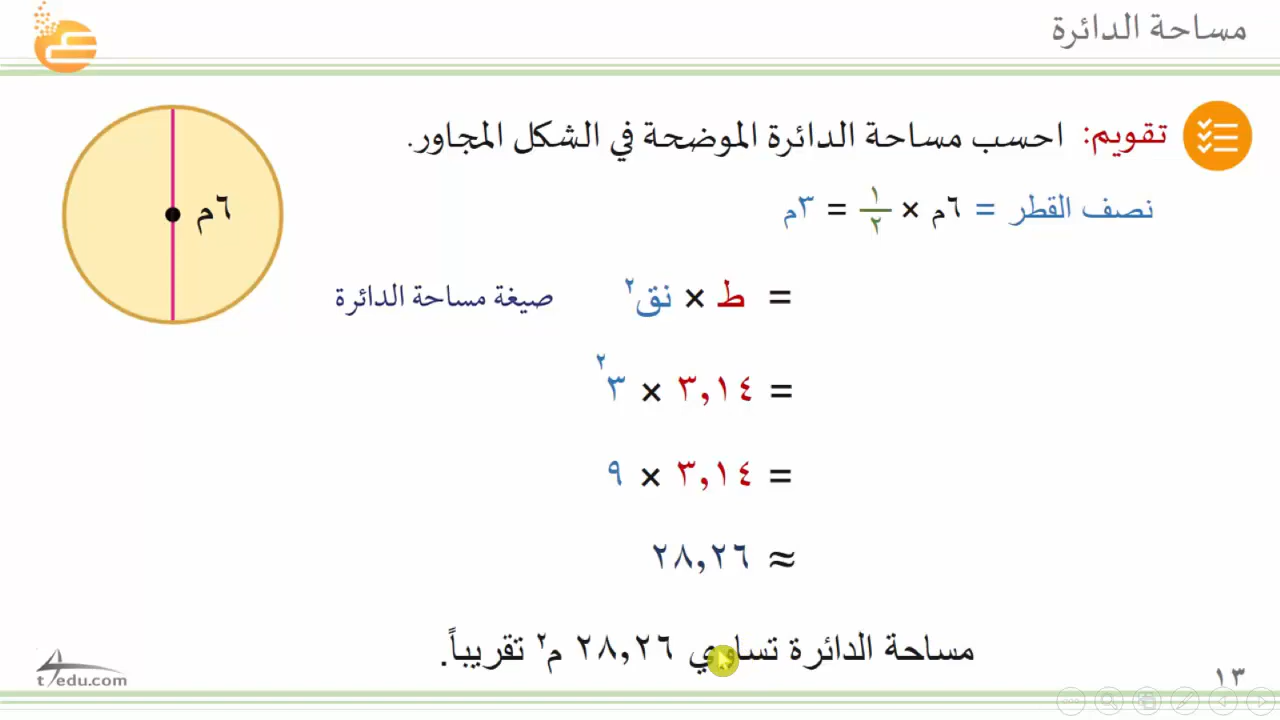 مساحة الدائرة
تقويم: احسب مساحة الدائرة الموضحة في الشكل المجاور.
٦م
نصف القطر = ٦م × ١/٢ = ٣م
= ط × نق٢ صيغة مساحة الدائرة
= ٣,١٤ × ٣٢
= ٣,١٤ × ٩
≈ ٢٨,٢٦
مساحة الدائرة تساوي ٢٨,٢٦ م٢ تقريباً.
t4edu.com
١٣